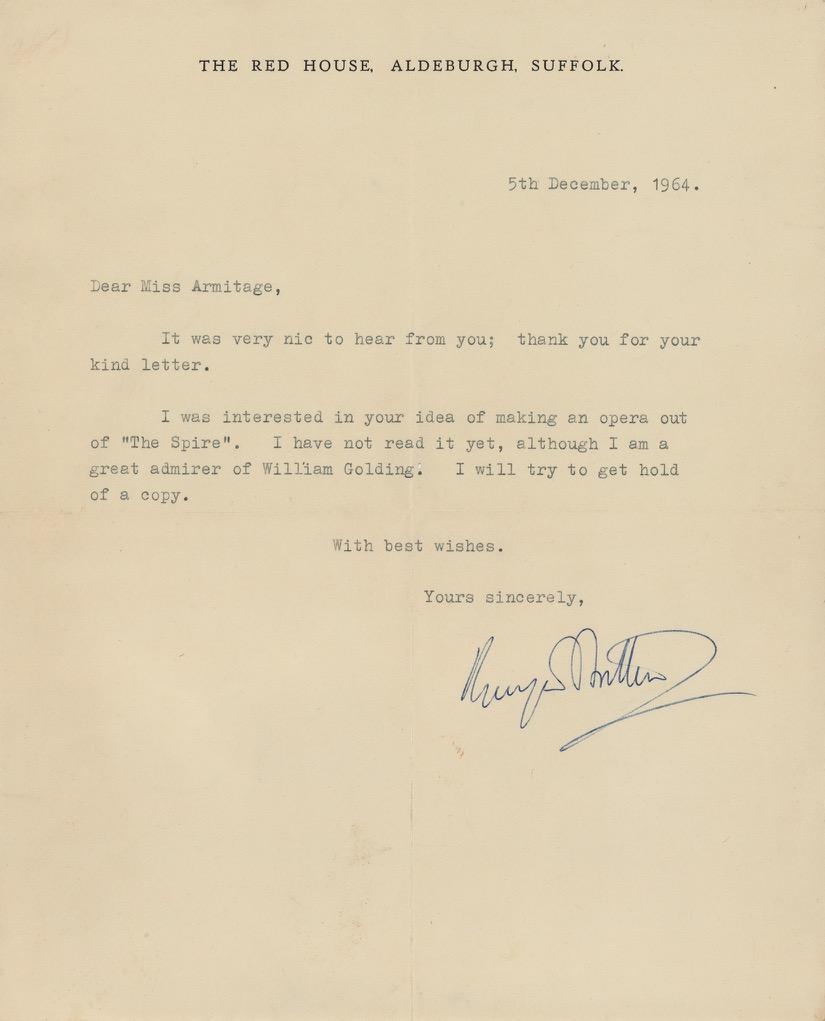 THE RED HOUSE, ALDEBURGH, SUFFOLK.
5th December, 1964.
Dear Miss Armitage,
It was very nic to hear from you; thank you for your
kind letter.
I was interested in your idea of making an opera out
of "The Spire". I have not read it yet, although I am a
great admirer of William Golding. I will try to get hold
of a copy.
With best wishes.
Yours sincerely,
Benjamin Britten